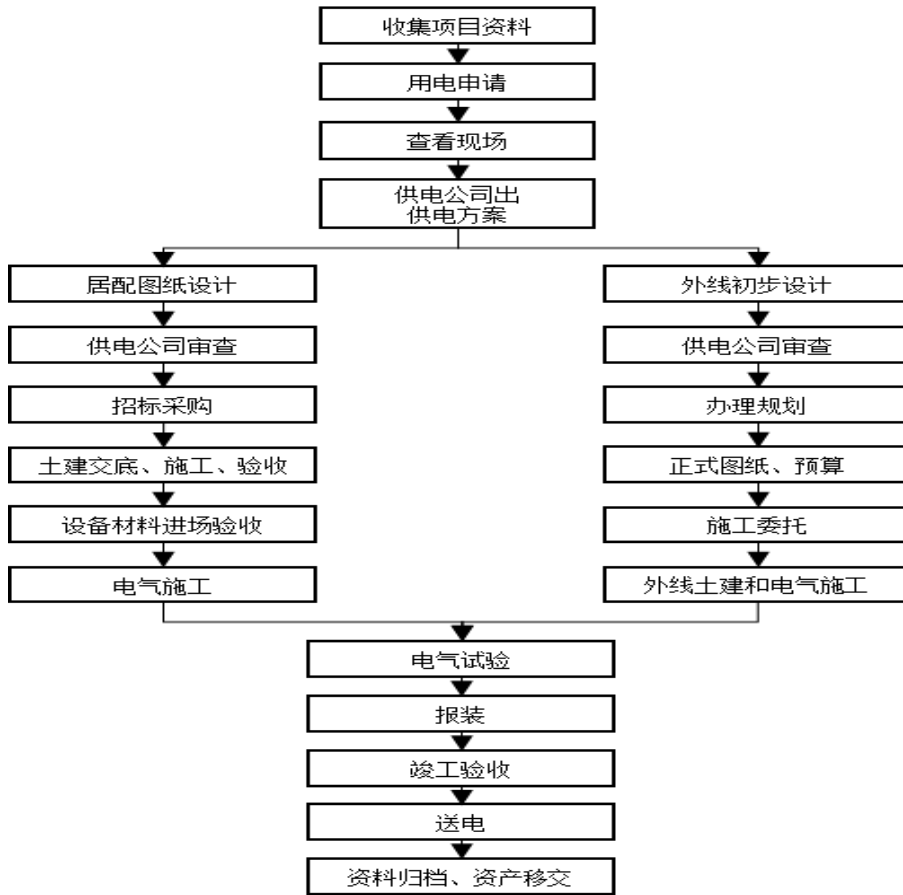 收集项目资料
用电申请
查看现场
供电公司出
供电方案
居配图纸设计
供电公司审查
招标采购
土建交底、施工、验收
设备材料进场验收
电气施工
外线初步设计
供电公司审查
办理规划
正式图纸、预算
施工委托
外线土建和电气施工
电气试验
报装
竣工验收
送电
资料归档、资产移交